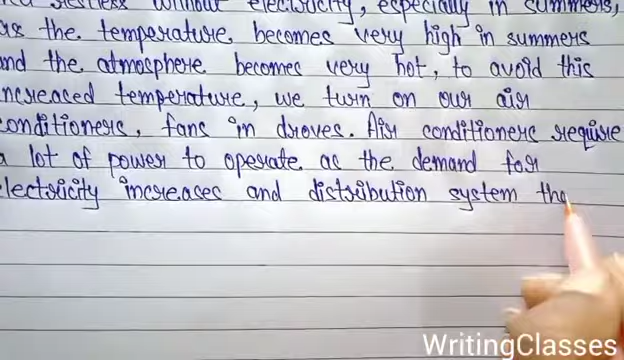 restless without electricity, especially in summers,
as the temperature becomes very high in summers
and the atmosphere becomes very hot, to avoid this
increased temperature, we turn on our air
conditioners, fans in droves. Air conditioners require
a lot of power to operate as the demand for
electricity increases and distribution system the
WritingClasses